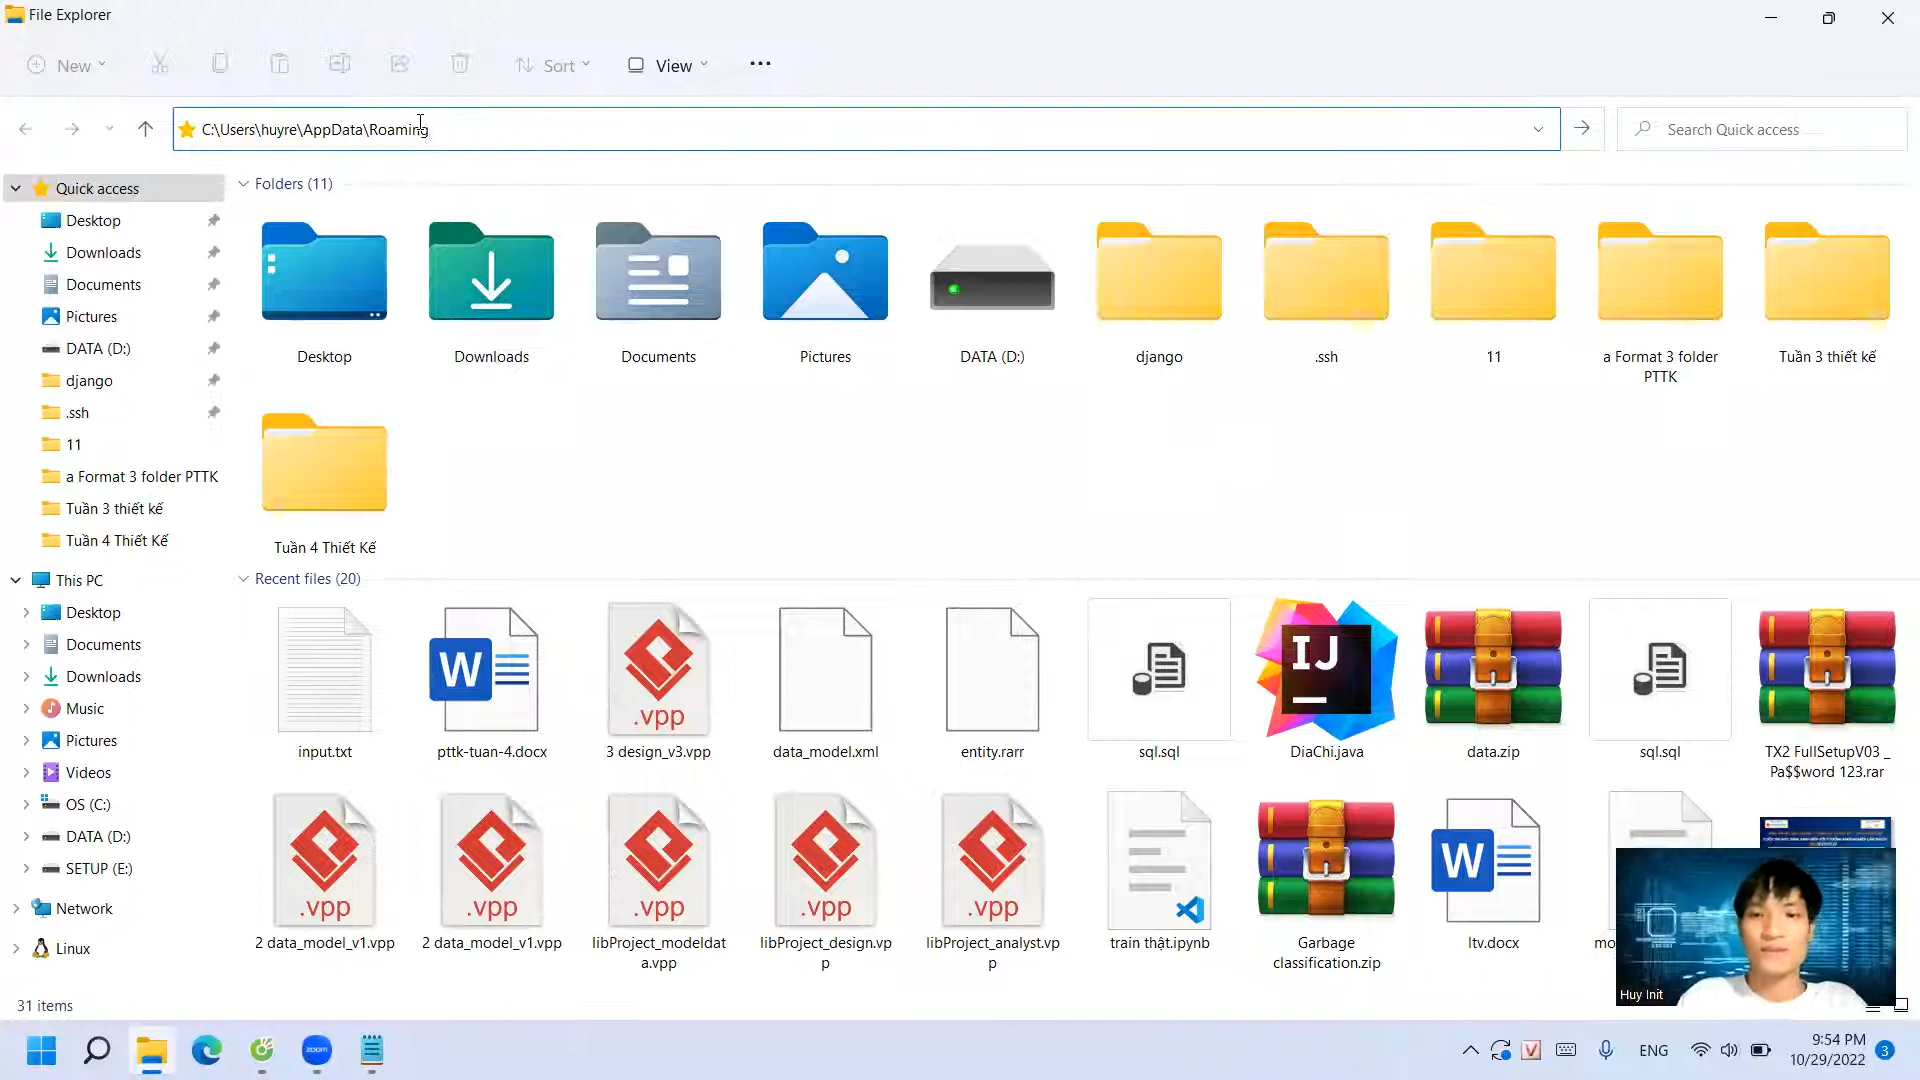 File Explorer
New
Sort
View
C:\Users\huyre\AppData\Roaming
Search Quick access
Quick access
Desktop
Downloads
Documents
Pictures
DATA (D:)
django
.ssh
11
a Format 3 folder PTTK
Tuần 3 thiết kế
Tuần 4 Thiết Kế
This PC
Desktop
Documents
Downloads
Music
Pictures
Videos
OS (C:)
DATA (D:)
SETUP (E:)
Network
Linux
Folders (11)
Desktop
Downloads
Documents
Pictures
DATA (D:)
django
.ssh
11
a Format 3 folder
PTTK
Tuần 3 thiết kế
Tuần 4 Thiết Kế
Recent files (20)
W
.vpp
IJ
input.txt
pttk-tuan-4.docx
3 design_v3.vpp
data_model.xml
entity.rarr
sql.sql
DiaChi.java
data.zip
sql.sql
TX2 FullSetupV03 _
Pa$$word 123.rar
.vpp
.vpp
.vpp
.vpp
.vpp
W
2 data_model_v1.vpp
2 data_model_v1.vpp
libProject_modeldat
a.vpp
libProject_design.vp
p
libProject_analyst.vp
p
train thật.ipynb
Garbage
classification.zip
ltv.docx
mo
Huy Init
31 items
zoom
V
ENG
9:54 PM
10/29/2022
3